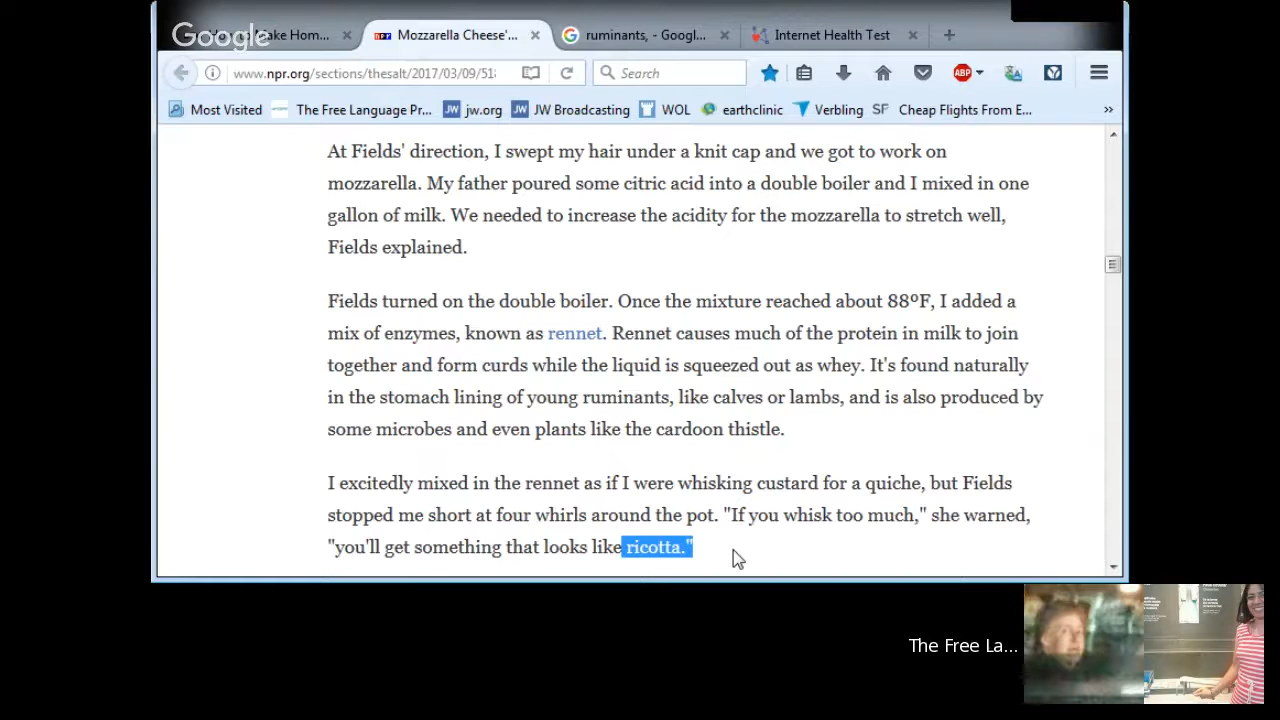 Google
Make Hom...
Mozzarella Cheese'...
ruminants, - Googl...
Internet Health Test
www.npr.org/sections/thesalt/2017/03/09/51
Search
ABP
Most Visited
The Free Language Pr...
JW jw.org
JW JW Broadcasting
WOL
earthclinic
Verbling
SF Cheap Flights From E...
At Fields' direction, I swept my hair under a knit cap and we got to work on
mozzarella. My father poured some citric acid into a double boiler and I mixed in one
gallon of milk. We needed to increase the acidity for the mozzarella to stretch well,
Fields explained.
Fields turned on the double boiler. Once the mixture reached about 88ºF, I added a
mix of enzymes, known as rennet. Rennet causes much of the protein in milk to join
together and form curds while the liquid is squeezed out as whey. It's found naturally
in the stomach lining of young ruminants, like calves or lambs, and is also produced by
some microbes and even plants like the cardoon thistle.
I excitedly mixed in the rennet as if I were whisking custard for a quiche, but Fields
stopped me short at four whirls around the pot. "If you whisk too much," she warned,
"you'll get something that looks like ricotta."
The Free La...